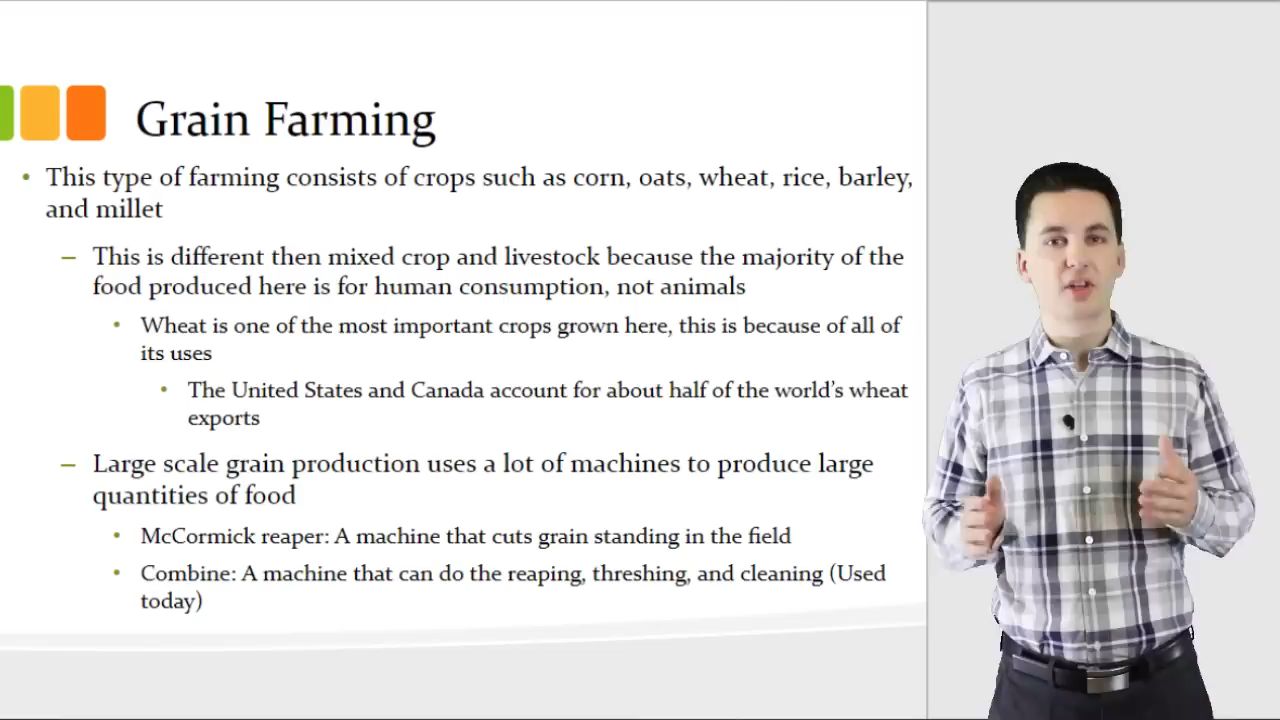 Grain Farming
• This type of farming consists of crops such as corn, oats, wheat, rice, barley,
and millet
– This is different then mixed crop and livestock because the majority of the
food produced here is for human consumption, not animals
• Wheat is one of the most important crops grown here, this is because of all of
its uses
• The United States and Canada account for about half of the world's wheat
exports
– Large scale grain production uses a lot of machines to produce large
quantities of food
• McCormick reaper: A machine that cuts grain standing in the field
• Combine: A machine that can do the reaping, threshing, and cleaning (Used
today)